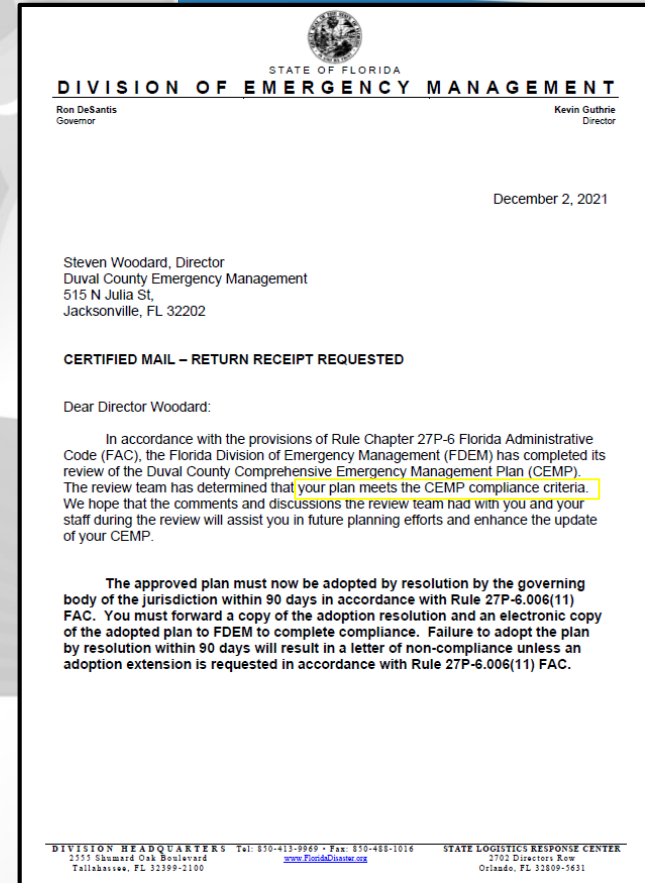 STATE OF FLORIDA
DIVISION OF EMERGENCY MANAGEMENT
Ron DeSantis
Governor
Kevin Guthrie
Director
December 2, 2021
Steven Woodard, Director
Duval County Emergency Management
515 N Julia St,
Jacksonville, FL 32202
CERTIFIED MAIL – RETURN RECEIPT REQUESTED
Dear Director Woodard:
In accordance with the provisions of Rule Chapter 27P-6 Florida Administrative
Code (FAC), the Florida Division of Emergency Management (FDEM) has completed its
review of the Duval County Comprehensive Emergency Management Plan (CEMP).
The review team has determined that your plan meets the CEMP compliance criteria.
We hope that the comments and discussions the review team had with you and your
staff during the review will assist you in future planning efforts and enhance the update
of your CEMP.
The approved plan must now be adopted by resolution by the governing
body of the jurisdiction within 90 days in accordance with Rule 27P-6.006(11)
FAC. You must forward a copy of the adoption resolution and an electronic copy
of the adopted plan to FDEM to complete compliance. Failure to adopt the plan
by resolution within 90 days will result in a letter of non-compliance unless an
adoption extension is requested in accordance with Rule 27P-6.006(11) FAC.
DIVISION HEADQUARTERS
2555 Shumard Oak Boulevard
Tallahassee, FL 32399-2100
Tel: 850-413-9969 • Fax: 850-488-1016
www.FloridaDisaster.org
STATE LOGISTICS RESPONSE CENTER
2702 Directors Row
Orlando, FL 32809-5631